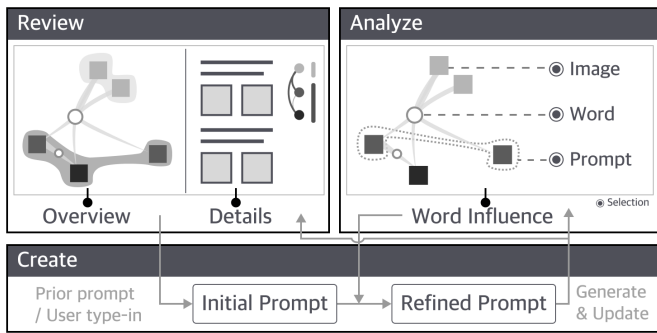 Review
Overview
Details
Analyze
Image
Word
Prompt
Selection
Word Influence
Create
Prior prompt
/ User type-in
Initial Prompt
Refined Prompt
Generate
& Update